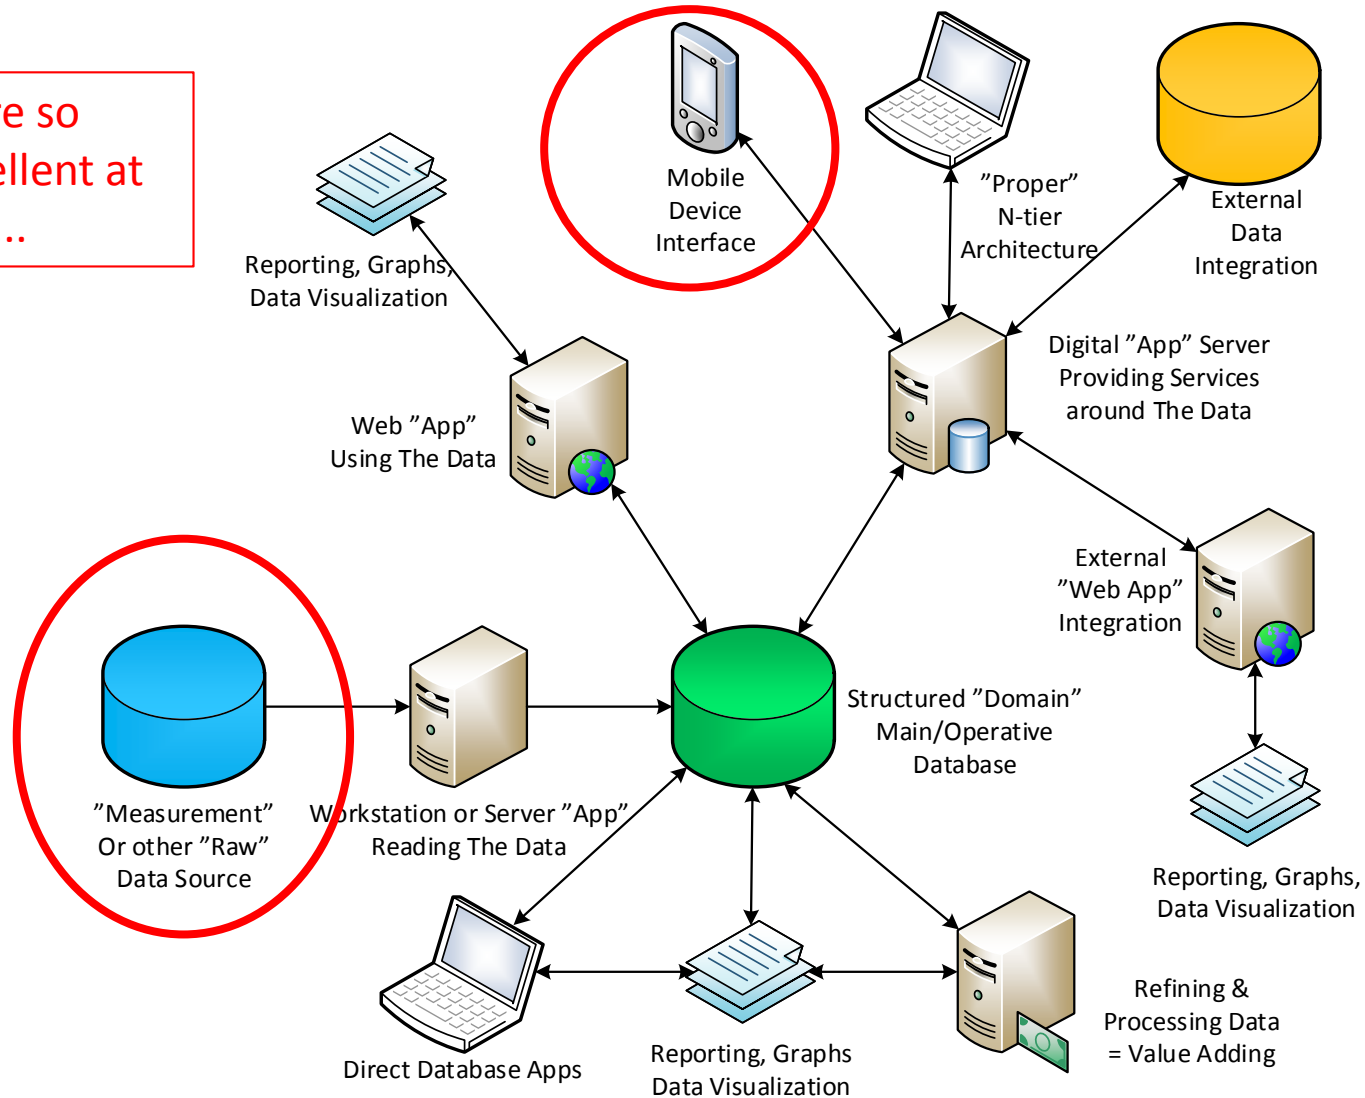 re so
ellent at
...
Mobile
Device
Interface
”Proper”
N-tier
Architecture
External
Data
Integration
Reporting, Graphs,
Data Visualization
Digital ”App” Server
Providing Services
around The Data
Web ”App”
Using The Data
External
”Web App”
Integration
Structured ”Domain”
Main/Operative
Database
”Measurement”
Or other ”Raw”
Data Source
Workstation or Server ”App”
Reading The Data
Reporting, Graphs,
Data Visualization
Direct Database Apps
Reporting, Graphs
Data Visualization
Refining &
Processing Data
= Value Adding